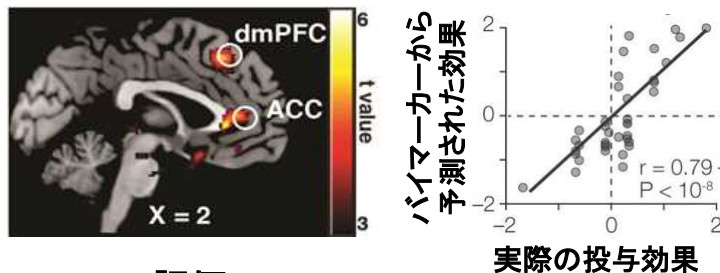 dmPFC
ACC
X = 2
6
t value
3
バイマーカーから
予測された効果
2
0
−2
r = 0.79
P < 10⁻⁸
−2
0
2
実際の投与効果